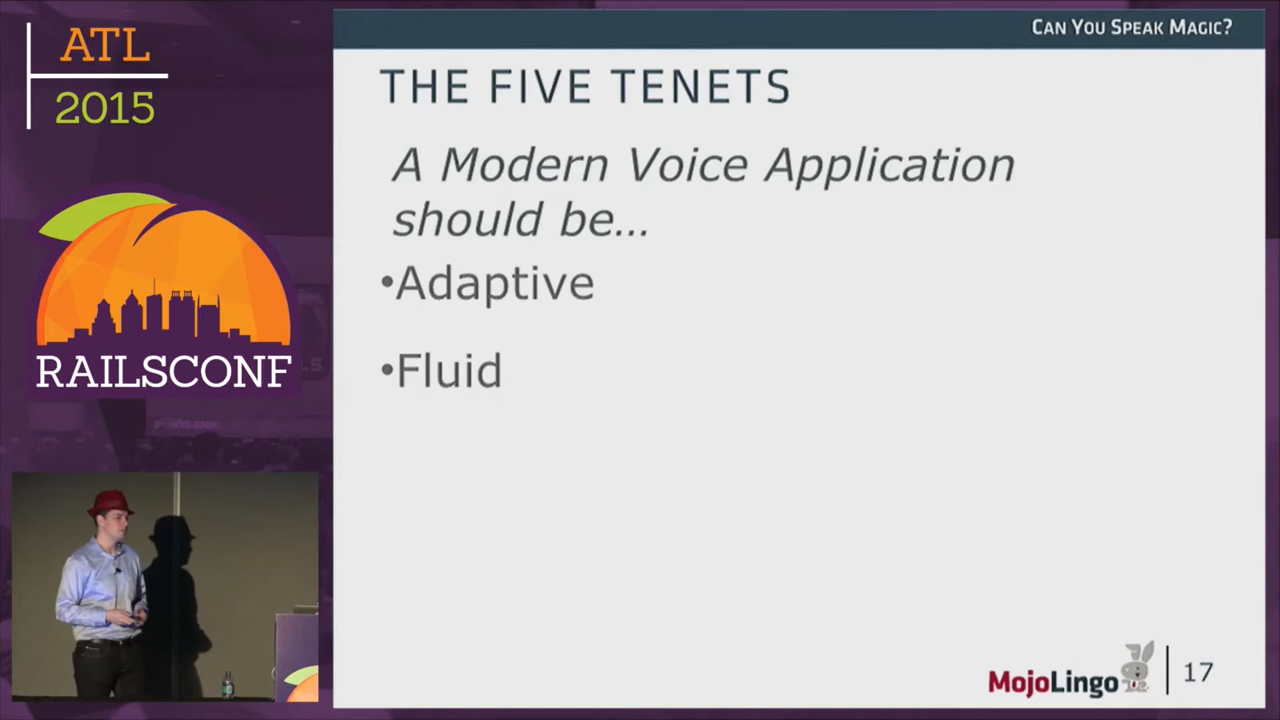 ATL
2015
RAILSCONF
CAN YOU SPEAK MAGIC?
THE FIVE TENETS
A Modern Voice Application
should be...
•Adaptive
•Fluid
MojoLingo
17